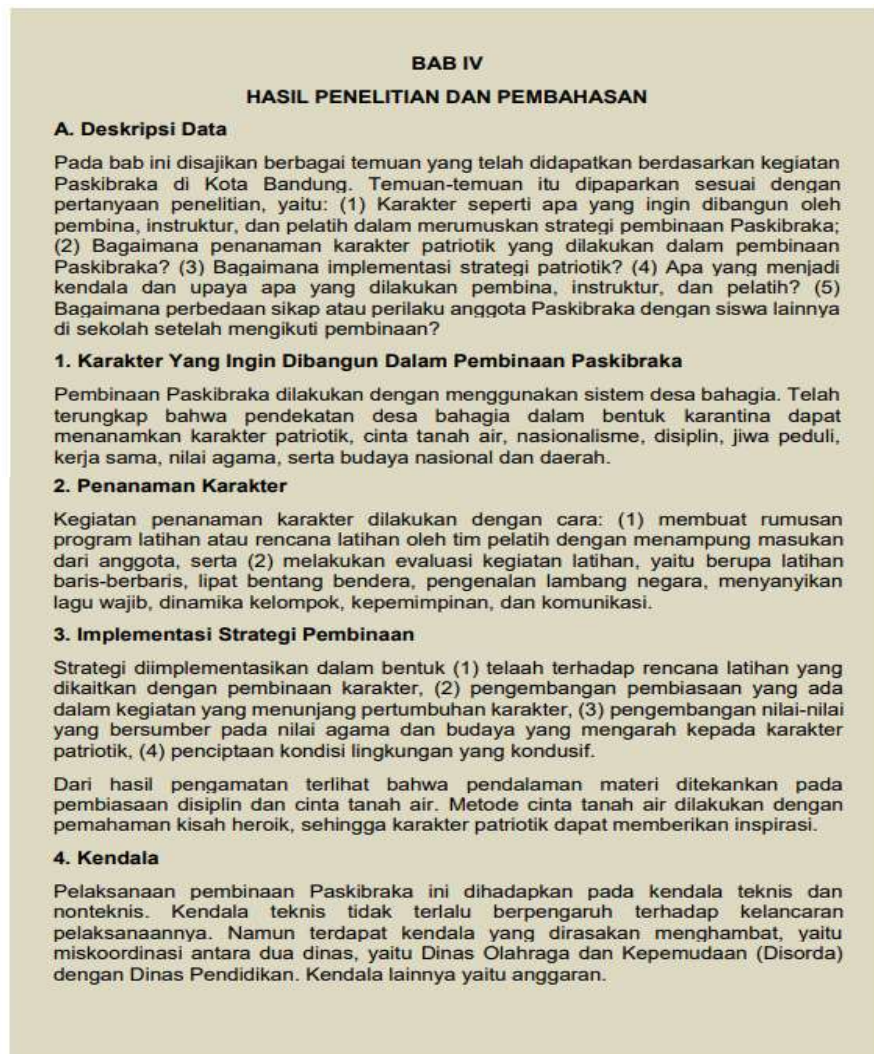 BAB IV
HASIL PENELITIAN DAN PEMBAHASAN
A. Deskripsi Data
Pada bab ini disajikan berbagai temuan yang telah didapatkan berdasarkan kegiatan
Paskibraka di Kota Bandung. Temuan-temuan itu dipaparkan sesuai dengan
pertanyaan penelitian, yaitu: (1) Karakter seperti apa yang ingin dibangun oleh
pembina, instruktur, dan pelatih dalam merumuskan strategi pembinaan Paskibraka;
(2) Bagaimana penanaman karakter patriotik yang dilakukan dalam pembinaan
Paskibraka? (3) Bagaimana implementasi strategi patriotik? (4) Apa yang menjadi
kendala dan upaya apa yang dilakukan pembina, instruktur, dan pelatih? (5)
Bagaimana perbedaan sikap atau perilaku anggota Paskibraka dengan siswa lainnya
di sekolah setelah mengikuti pembinaan?
1. Karakter Yang Ingin Dibangun Dalam Pembinaan Paskibraka
Pembinaan Paskibraka dilakukan dengan menggunakan sistem desa bahagia. Telah
terungkap bahwa pendekatan desa bahagia dalam bentuk karantina dapat
menanamkan karakter patriotik, cinta tanah air, nasionalisme, disiplin, jiwa peduli,
kerja sama, nilai agama, serta budaya nasional dan daerah.
2. Penanaman Karakter
Kegiatan penanaman karakter dilakukan dengan cara: (1) membuat rumusan
program latihan atau rencana latihan oleh tim pelatih dengan menampung masukan
dari anggota, serta (2) melakukan evaluasi kegiatan latihan, yaitu berupa latihan
baris-berbaris, lipat bentang bendera, pengenalan lambang negara, menyanyikan
lagu wajib, dinamika kelompok, kepemimpinan, dan komunikasi.
3. Implementasi Strategi Pembinaan
Strategi diimplementasikan dalam bentuk (1) telaah terhadap rencana latihan yang
dikaitkan dengan pembinaan karakter, (2) pengembangan pembiasaan yang ada
dalam kegiatan yang menunjang pertumbuhan karakter, (3) pengembangan nilai-nilai
yang bersumber pada nilai agama dan budaya yang mengarah kepada karakter
patriotik, (4) penciptaan kondisi lingkungan yang kondusif.
Dari hasil pengamatan terlihat bahwa pendalaman materi ditekankan pada
pembiasaan disiplin dan cinta tanah air. Metode cinta tanah air dilakukan dengan
pemahaman kisah heroik, sehingga karakter patriotik dapat memberikan inspirasi.
4. Kendala
Pelaksanaan pembinaan Paskibraka ini dihadapkan pada kendala teknis dan
nonteknis. Kendala teknis tidak terlalu berpengaruh terhadap kelancaran
pelaksanaannya. Namun terdapat kendala yang dirasakan menghambat, yaitu
miskoordinasi antara dua dinas, yaitu Dinas Olahraga dan Kepemudaan (Disorda)
dengan Dinas Pendidikan. Kendala lainnya yaitu anggaran.